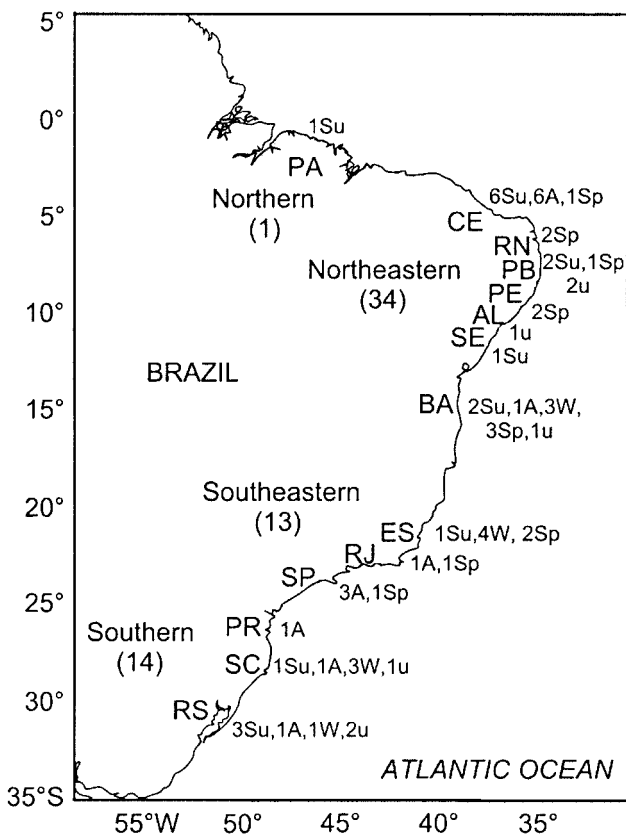 5°
0°
1Su
PA
Northern
(1)
6Su,6A,1Sp
5°
CE
2Sp
RN
Northeastern
(34)
2Su,1Sp
PB
2u
PE
10°
AL
2Sp
1u
SE
1Su
BRAZIL
15°
BA
2Su,1A,3W,
3Sp,1u
Southeastern
(13)
20°
ES
1Su,4W, 2Sp
RJ
1A,1Sp
SP
3A,1Sp
25°
Southern
(14)
PR
1A
SC
1Su,1A,3W,1u
30°
RS
3Su,1A,1W,2u
ATLANTIC OCEAN
35°S
55°W 50° 45° 40° 35°